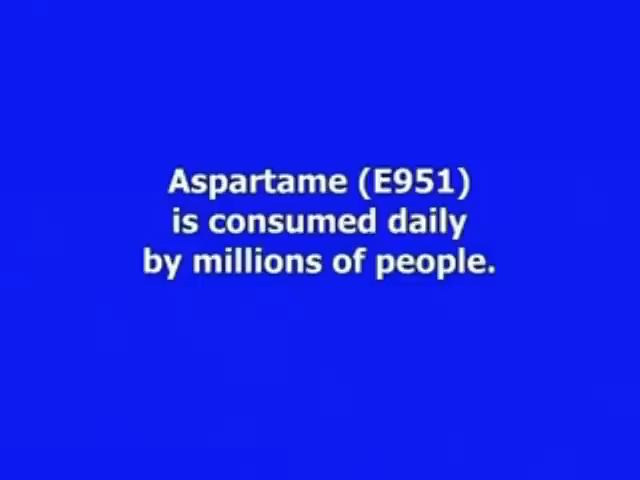 Aspartame (E951)
is consumed daily
by millions of people.